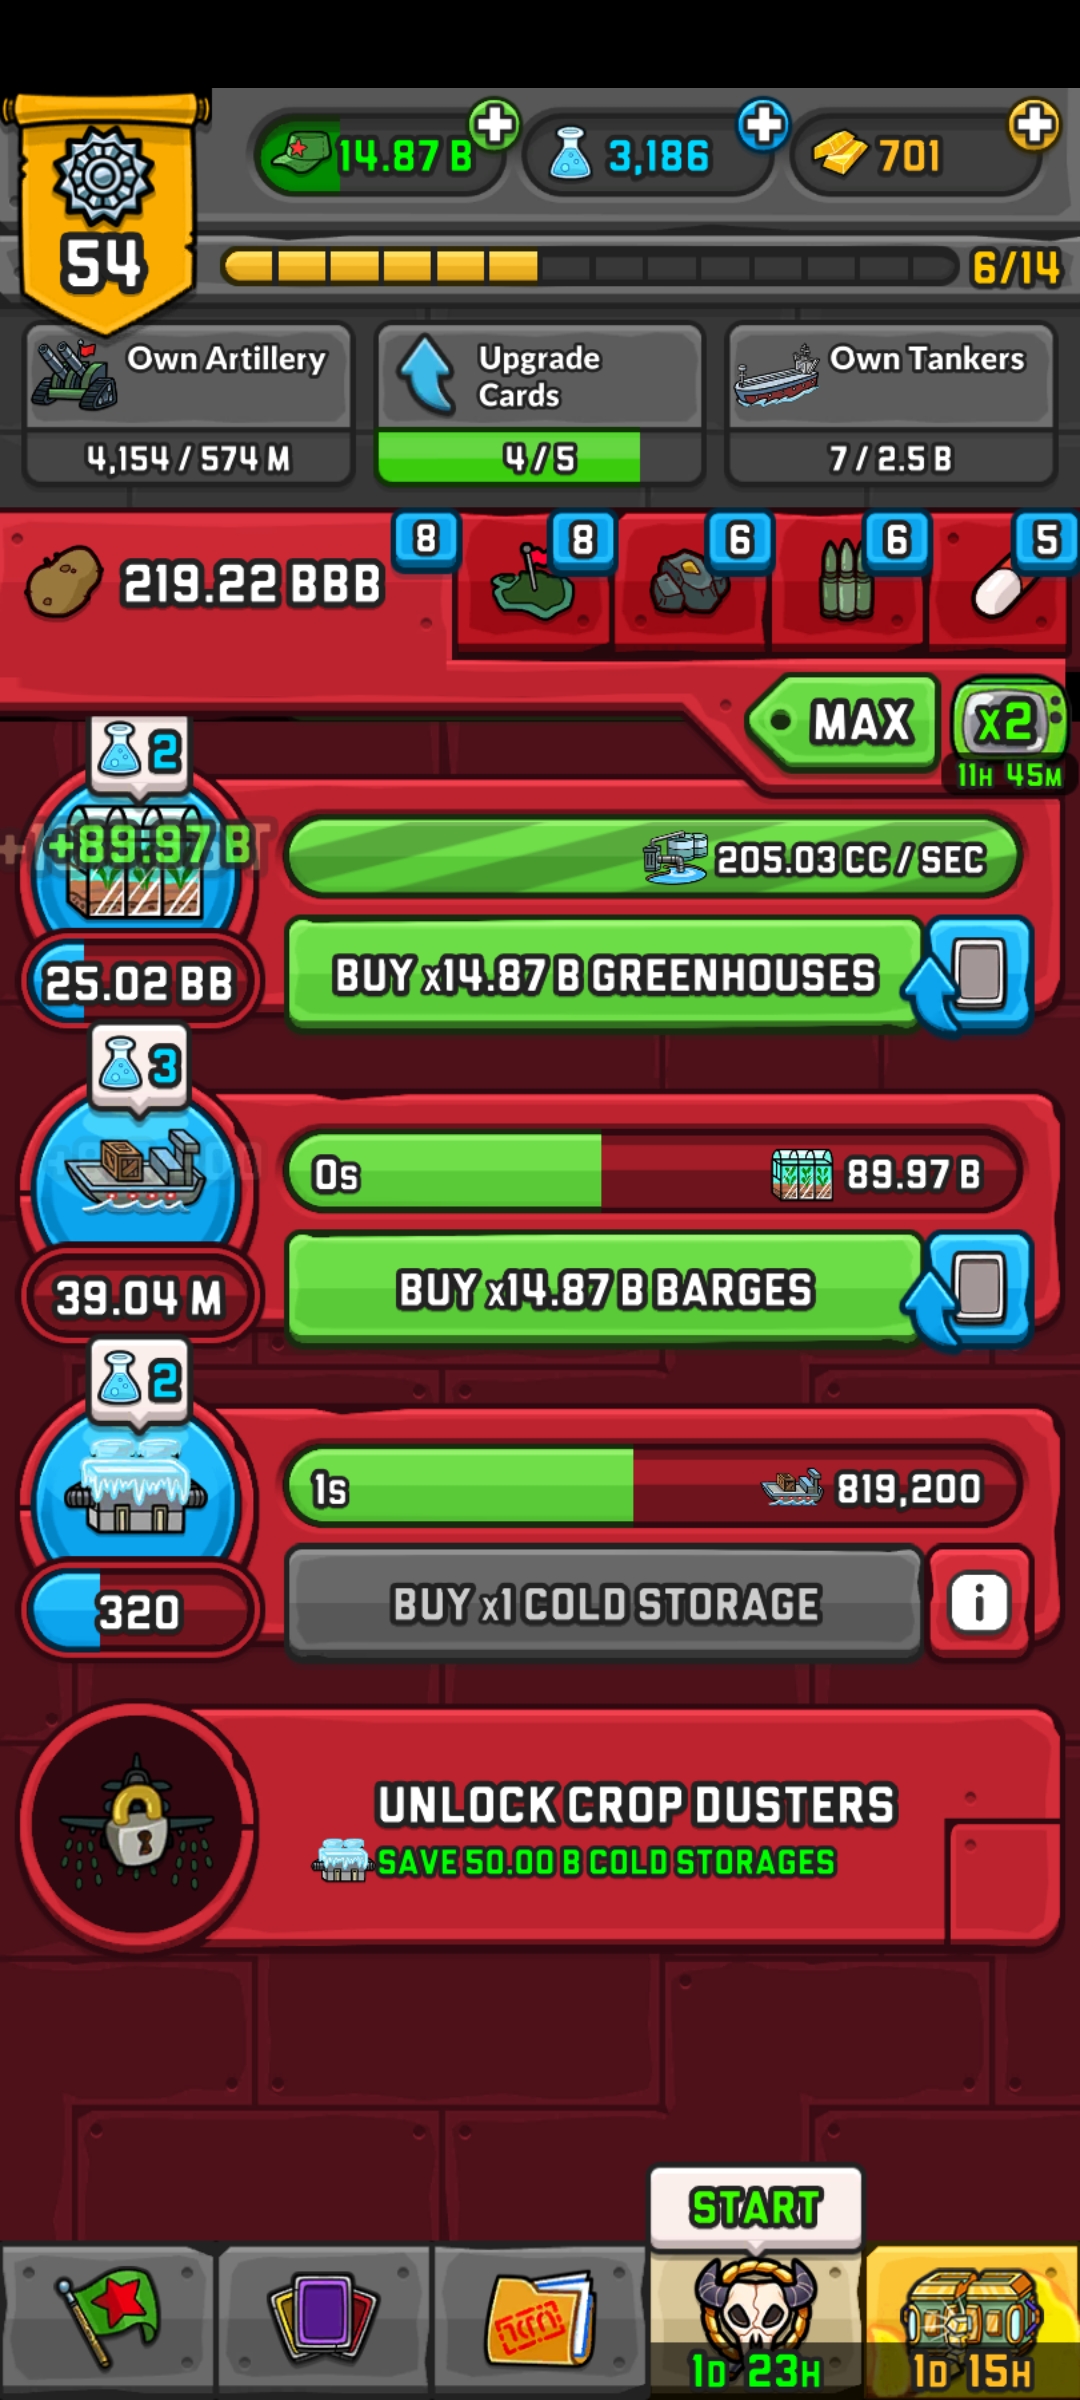 14.87 B
3,186
701
54
6/14
Own Artillery
4,154 / 574 M
Upgrade
Cards
4 / 5
Own Tankers
7 / 2.5 B
219.22 BBB
8
8
6
6
5
MAX
x2
11H 45M
2
+89.97 B
205.03 CC / SEC
25.02 BB
BUY x14.87 B GREENHOUSES
3
0s
89.97 B
39.04 M
BUY x14.87 B BARGES
2
1s
819,200
320
BUY x1 COLD STORAGE
i
UNLOCK CROP DUSTERS
SAVE 50.00 B COLD STORAGES
START
1D 23H
1D 15H